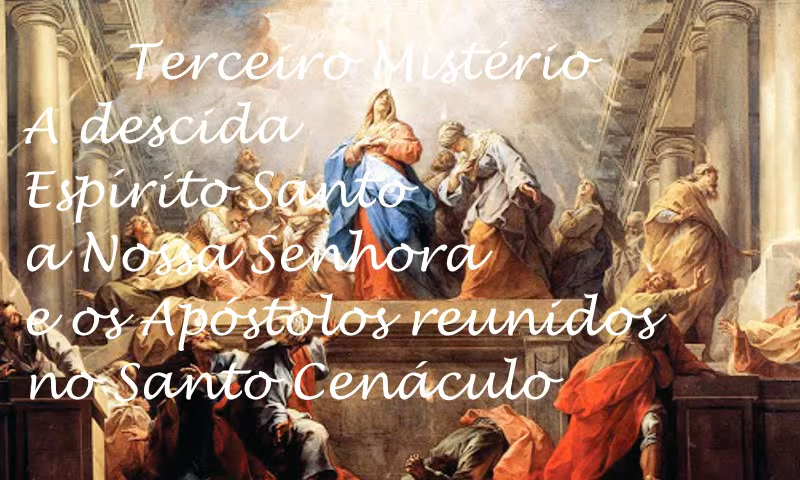 Terceiro Mistério
A descida
Espírito Santo
a Nossa Senhora
e os Apóstolos reunidos
no Santo Cenáculo